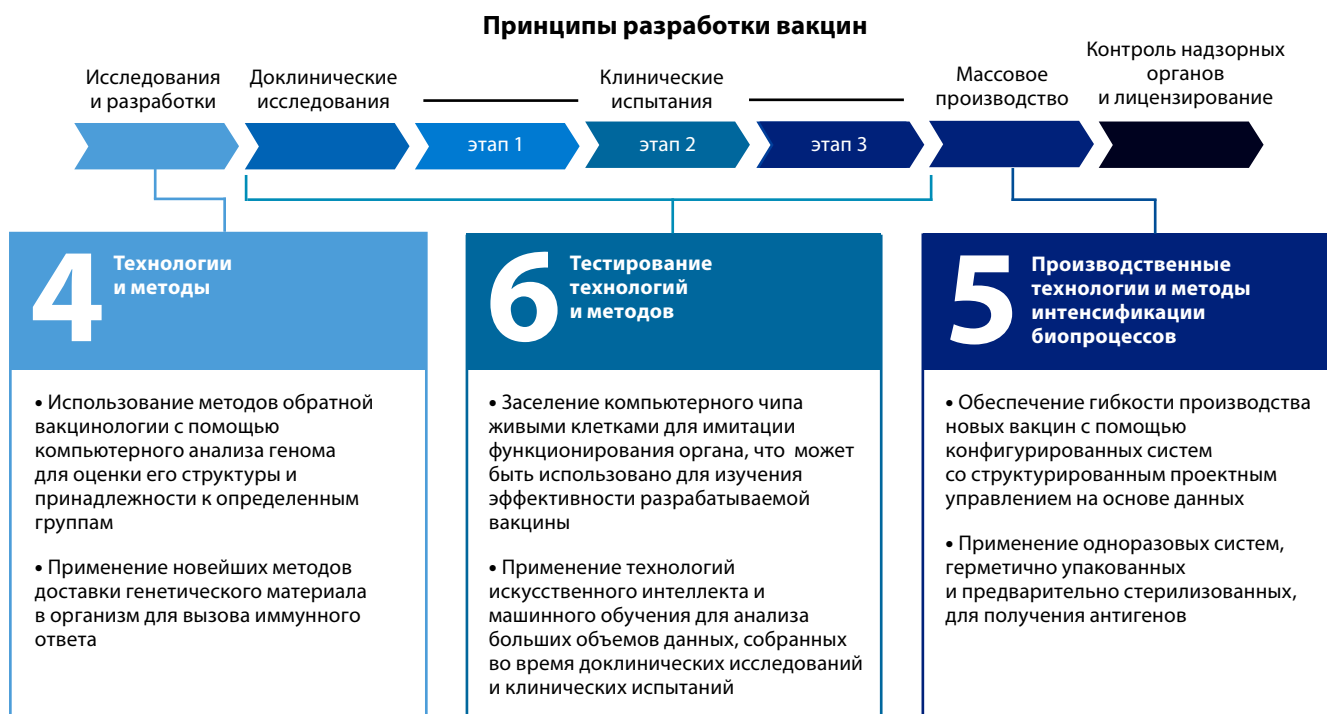 Принципы разработки вакцин
Исследования
и разработки
Доклинические
исследования
Клинические
испытания
Массовое
производство
Контроль надзорных
органов
и лицензирование
этап 1
этап 2
этап 3
4
Технологии
и методы
• Использование методов обратной
вакцинологии с помощью
компьютерного анализа генома
для оценки его структуры и
принадлежности к определенным
группам
• Применение новейших методов
доставки генетического материала
в организм для вызова иммунного
ответа
6
Тестирование
технологий
и методов
• Заселение компьютерного чипа
живыми клетками для имитации
функционирования органа, что может
быть использовано для изучения
эффективности разрабатываемой
вакцины
• Применение технологий
искусственного интеллекта и
машинного обучения для анализа
больших объемов данных, собранных
во время доклинических исследований
и клинических испытаний
5
Производственные
технологии и методы
интенсификации
биопроцессов
• Обеспечение гибкости производства
новых вакцин с помощью
конфигурированных систем
со структурированным проектным
управлением на основе данных
• Применение одноразовых систем,
герметично упакованных
и предварительно стерилизованных,
для получения антигенов